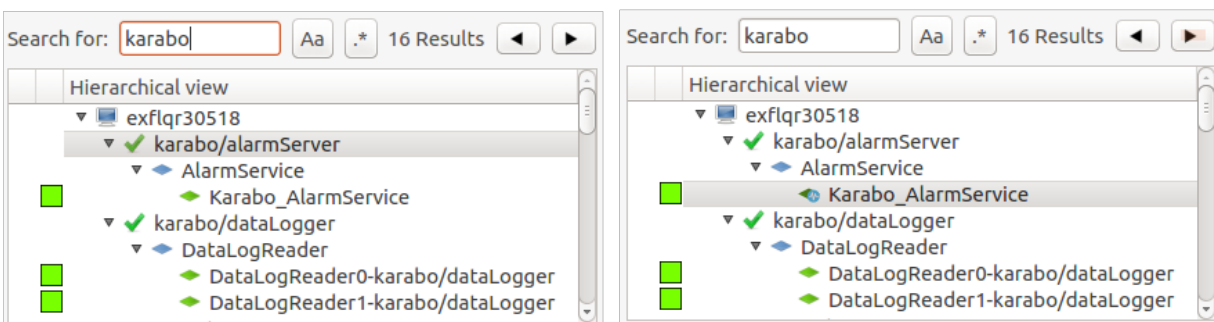 Search for: karabo Aa .* 16 Results
Hierarchical view
exflqr30518
karabo/alarmServer
AlarmService
Karabo_AlarmService
karabo/dataLogger
DataLogReader
DataLogReader0-karabo/dataLogger
DataLogReader1-karabo/dataLogger
Search for: karabo Aa .* 16 Results
Hierarchical view
exflqr30518
karabo/alarmServer
AlarmService
Karabo_AlarmService
karabo/dataLogger
DataLogReader
DataLogReader0-karabo/dataLogger
DataLogReader1-karabo/dataLogger